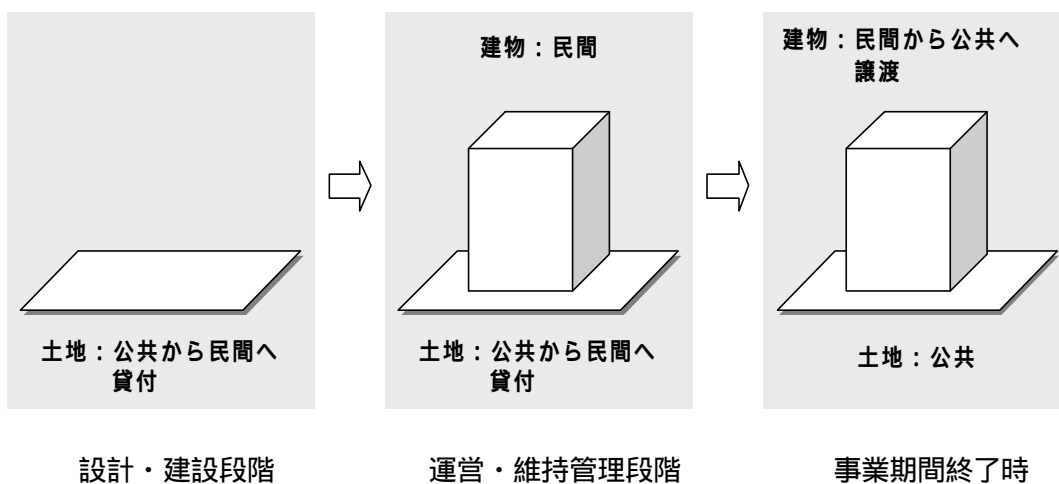 土地：公共から民間へ
貸付
設計・建設段階
建物：民間
土地：公共から民間へ
貸付
運営・維持管理段階
建物：民間から公共へ
譲渡
土地：公共
事業期間終了時